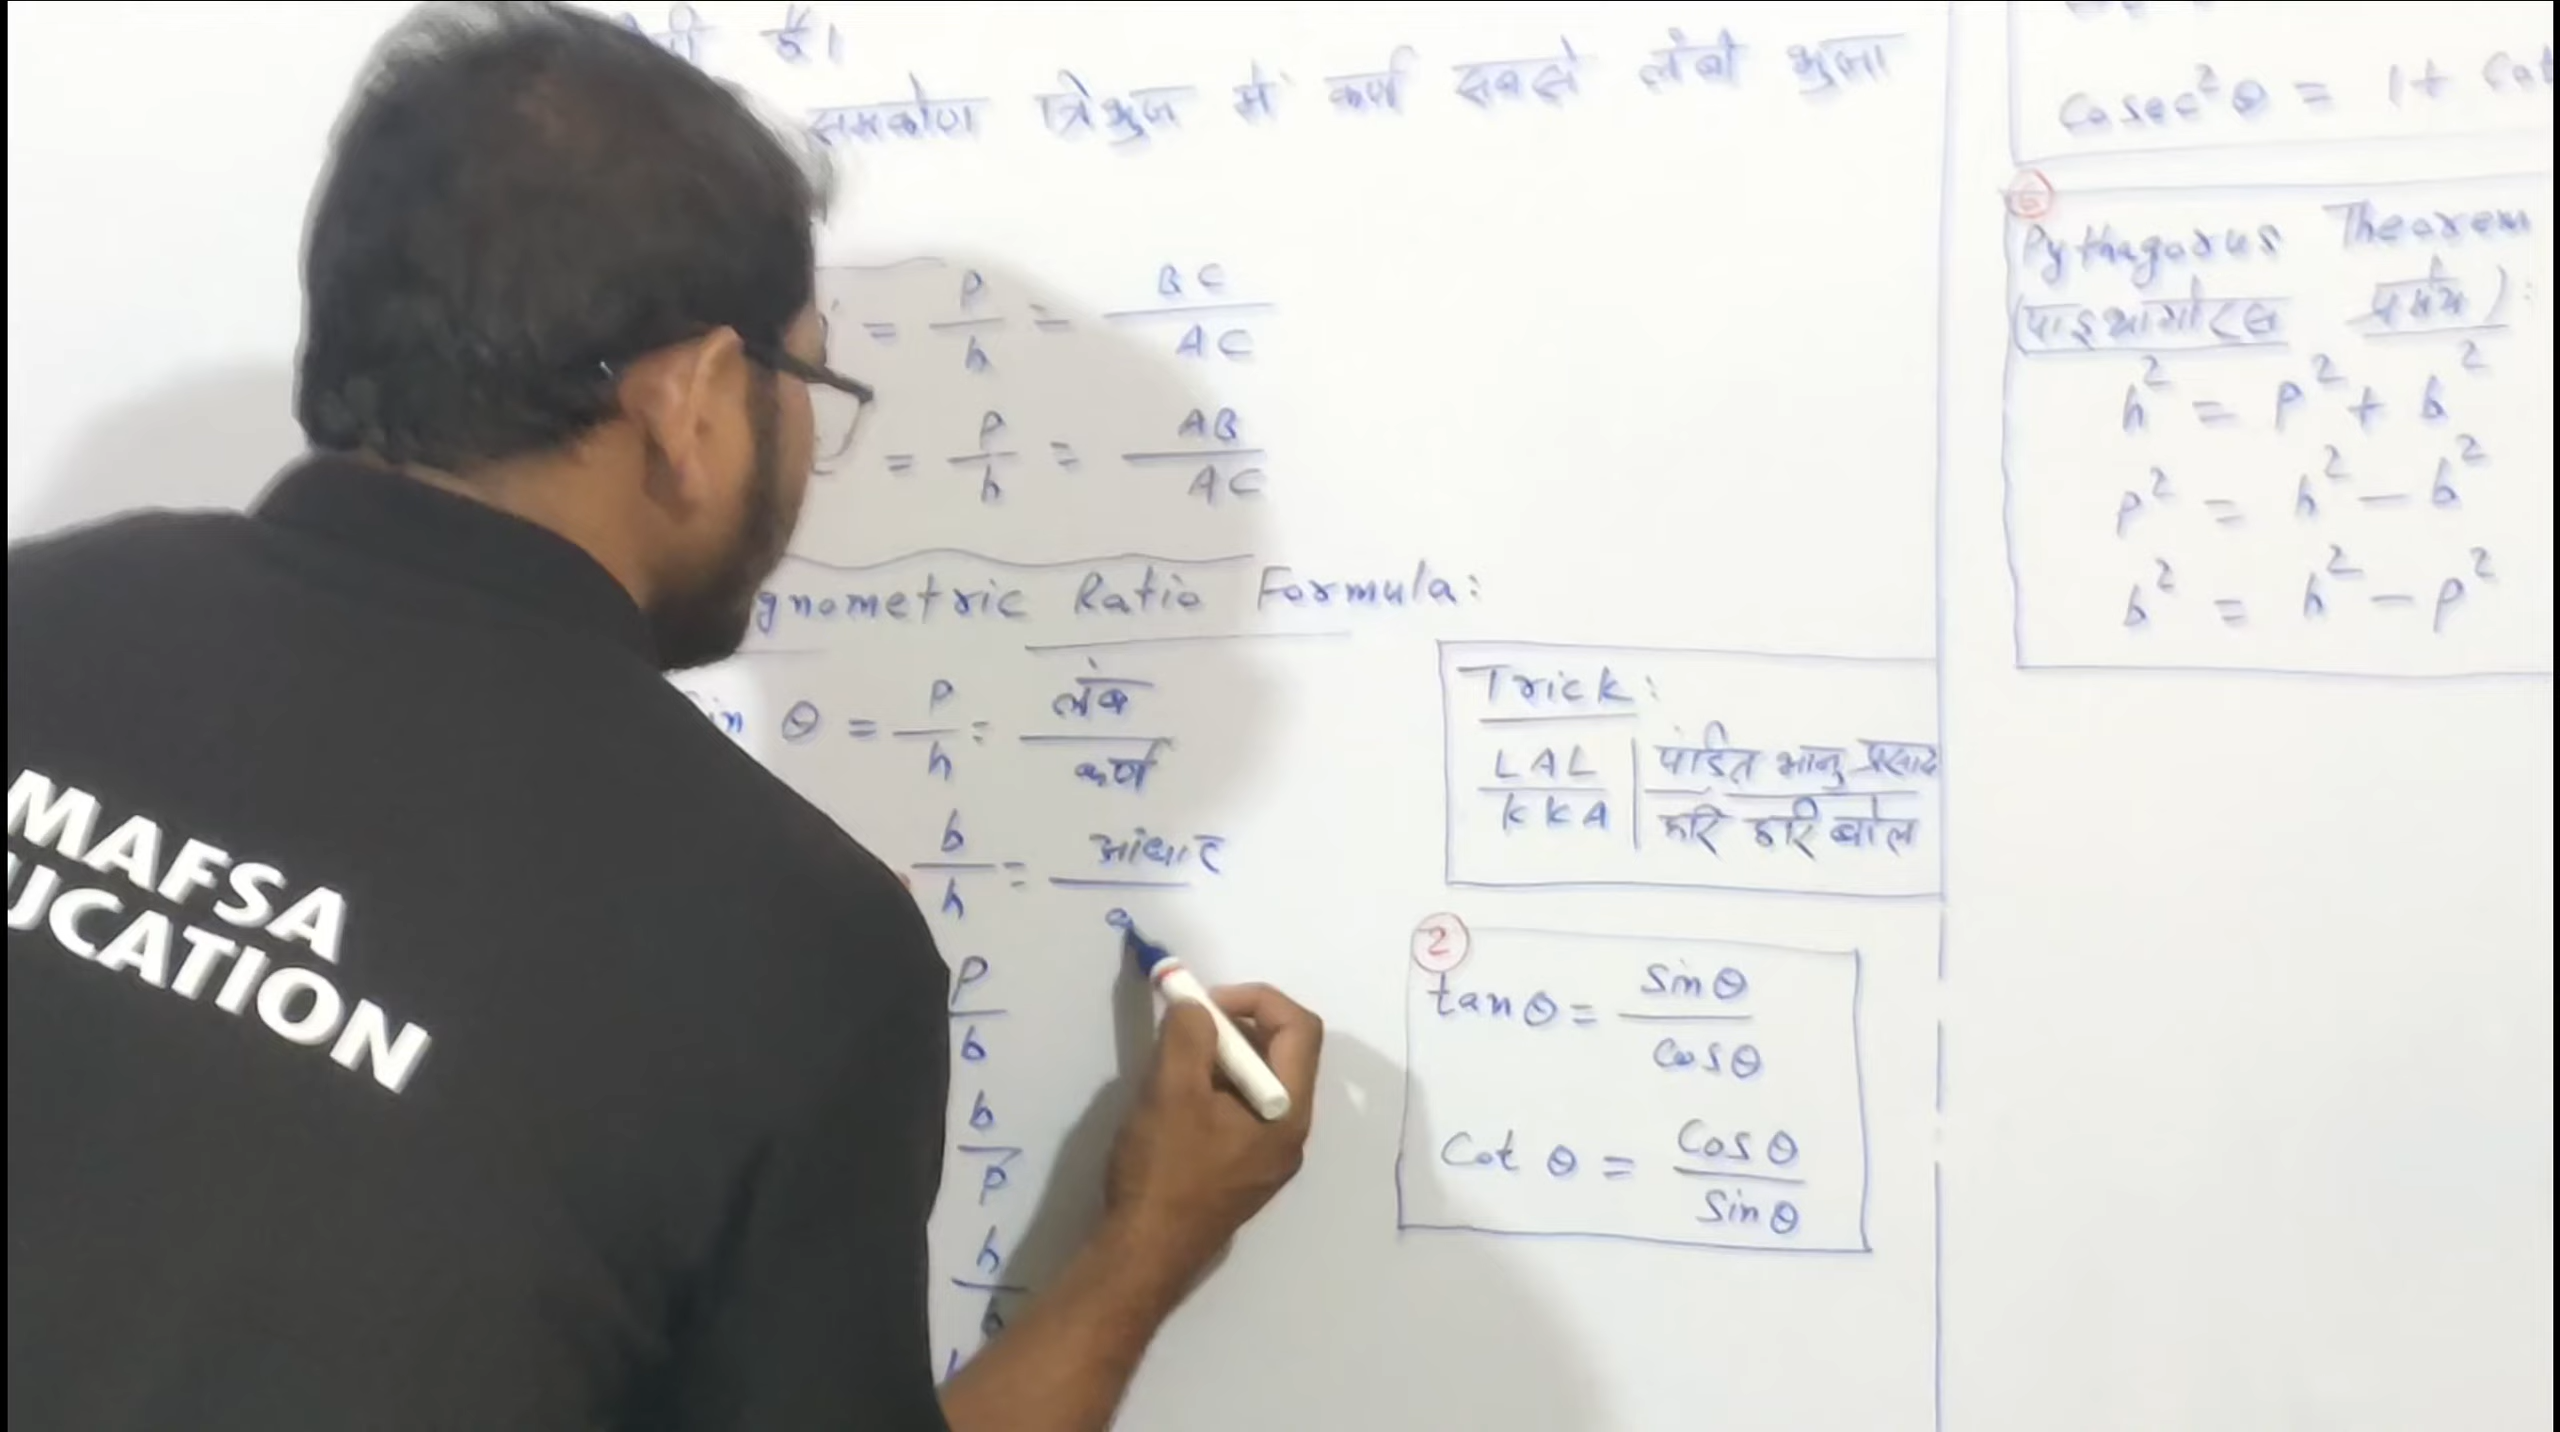 समकोण त्रिभुज में कर्ण सबसे लंबी भुजा
= P/h = BC/AC
= P/h = AB/AC
gnometric Ratio Formula:
in θ = P/h = लंब/कर्ण
b/h = आधार/
P/b
b/P
h/b
Trick:
LAL/KKA | पंडित भानु प्रसाद/हरि हरि बोल
2
tanθ = Sinθ/Cosθ
Cot θ = Cosθ/Sinθ
Cosec²θ = 1+ Cot
6
Pythagorus Theorem
(पाइथागोरस प्रमेय):
h² = P² + b²
P² = h² − b²
b² = h² − P²
MAFSA
UCATION